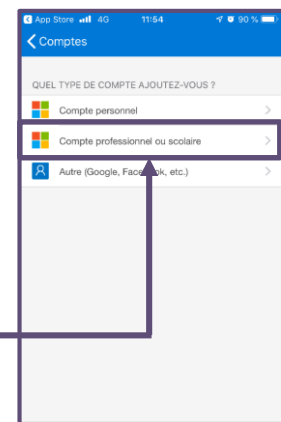 App Store 4G 11:54 90 %
Comptes
QUEL TYPE DE COMPTE AJOUTEZ-VOUS ?
Compte personnel
Compte professionnel ou scolaire
Autre (Google, Facebook, etc.)